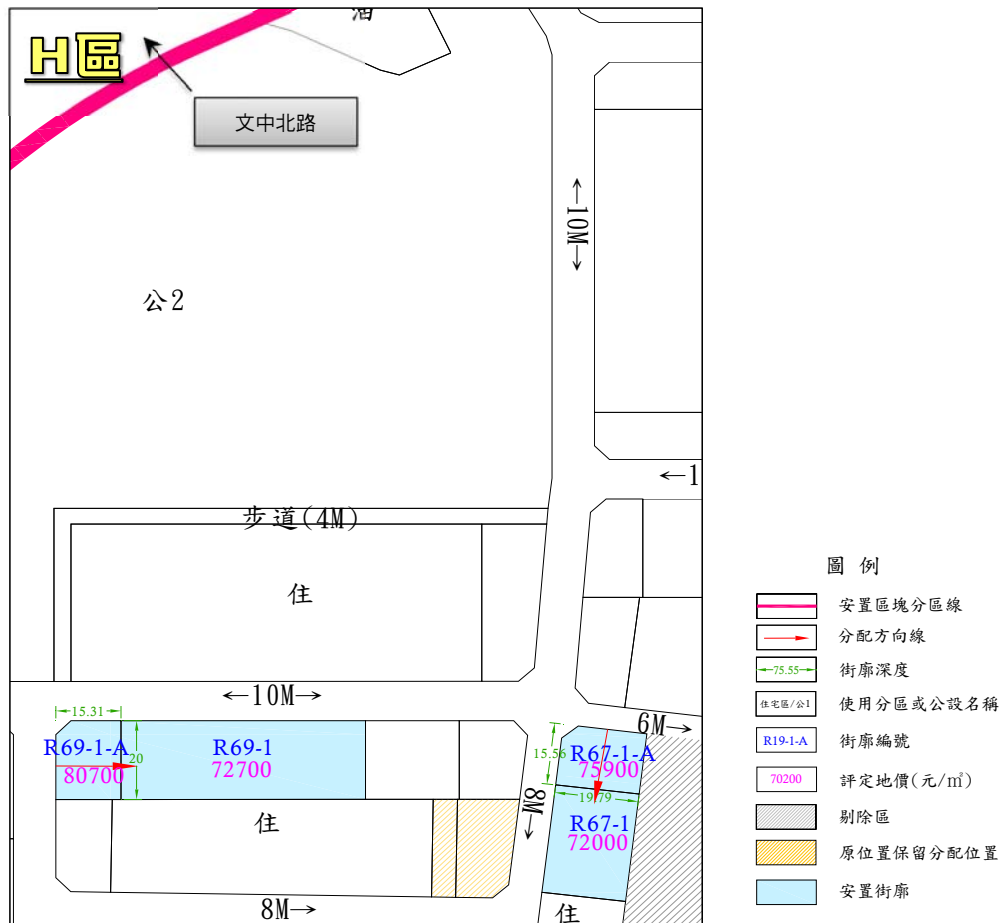 H區
文中北路
←10M→
公2
←1
步道(4M)
住
←10M→
6M→
15.31
R69-1-A
80700
20
R69-1
72700
15.56
R67-1-A
75900
19.79
8M→
R67-1
72000
住
8M→
住
圖 例
安置區塊分區線
分配方向線
75.55
街廓深度
住宅區/公1
使用分區或公設名稱
R19-1-A
街廓編號
70200
評定地價(元/㎡)
剔除區
原位置保留分配位置
安置街廓